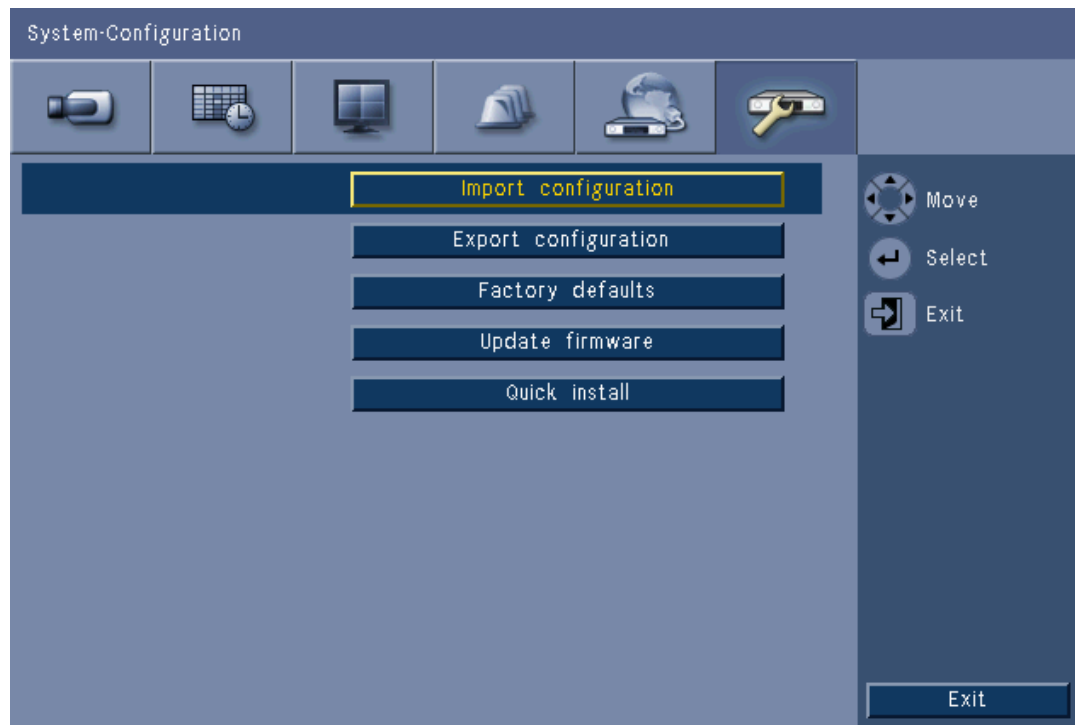 System-Configuration
Import configuration
Export configuration
Factory defaults
Update firmware
Quick install
Move
Select
Exit
Exit